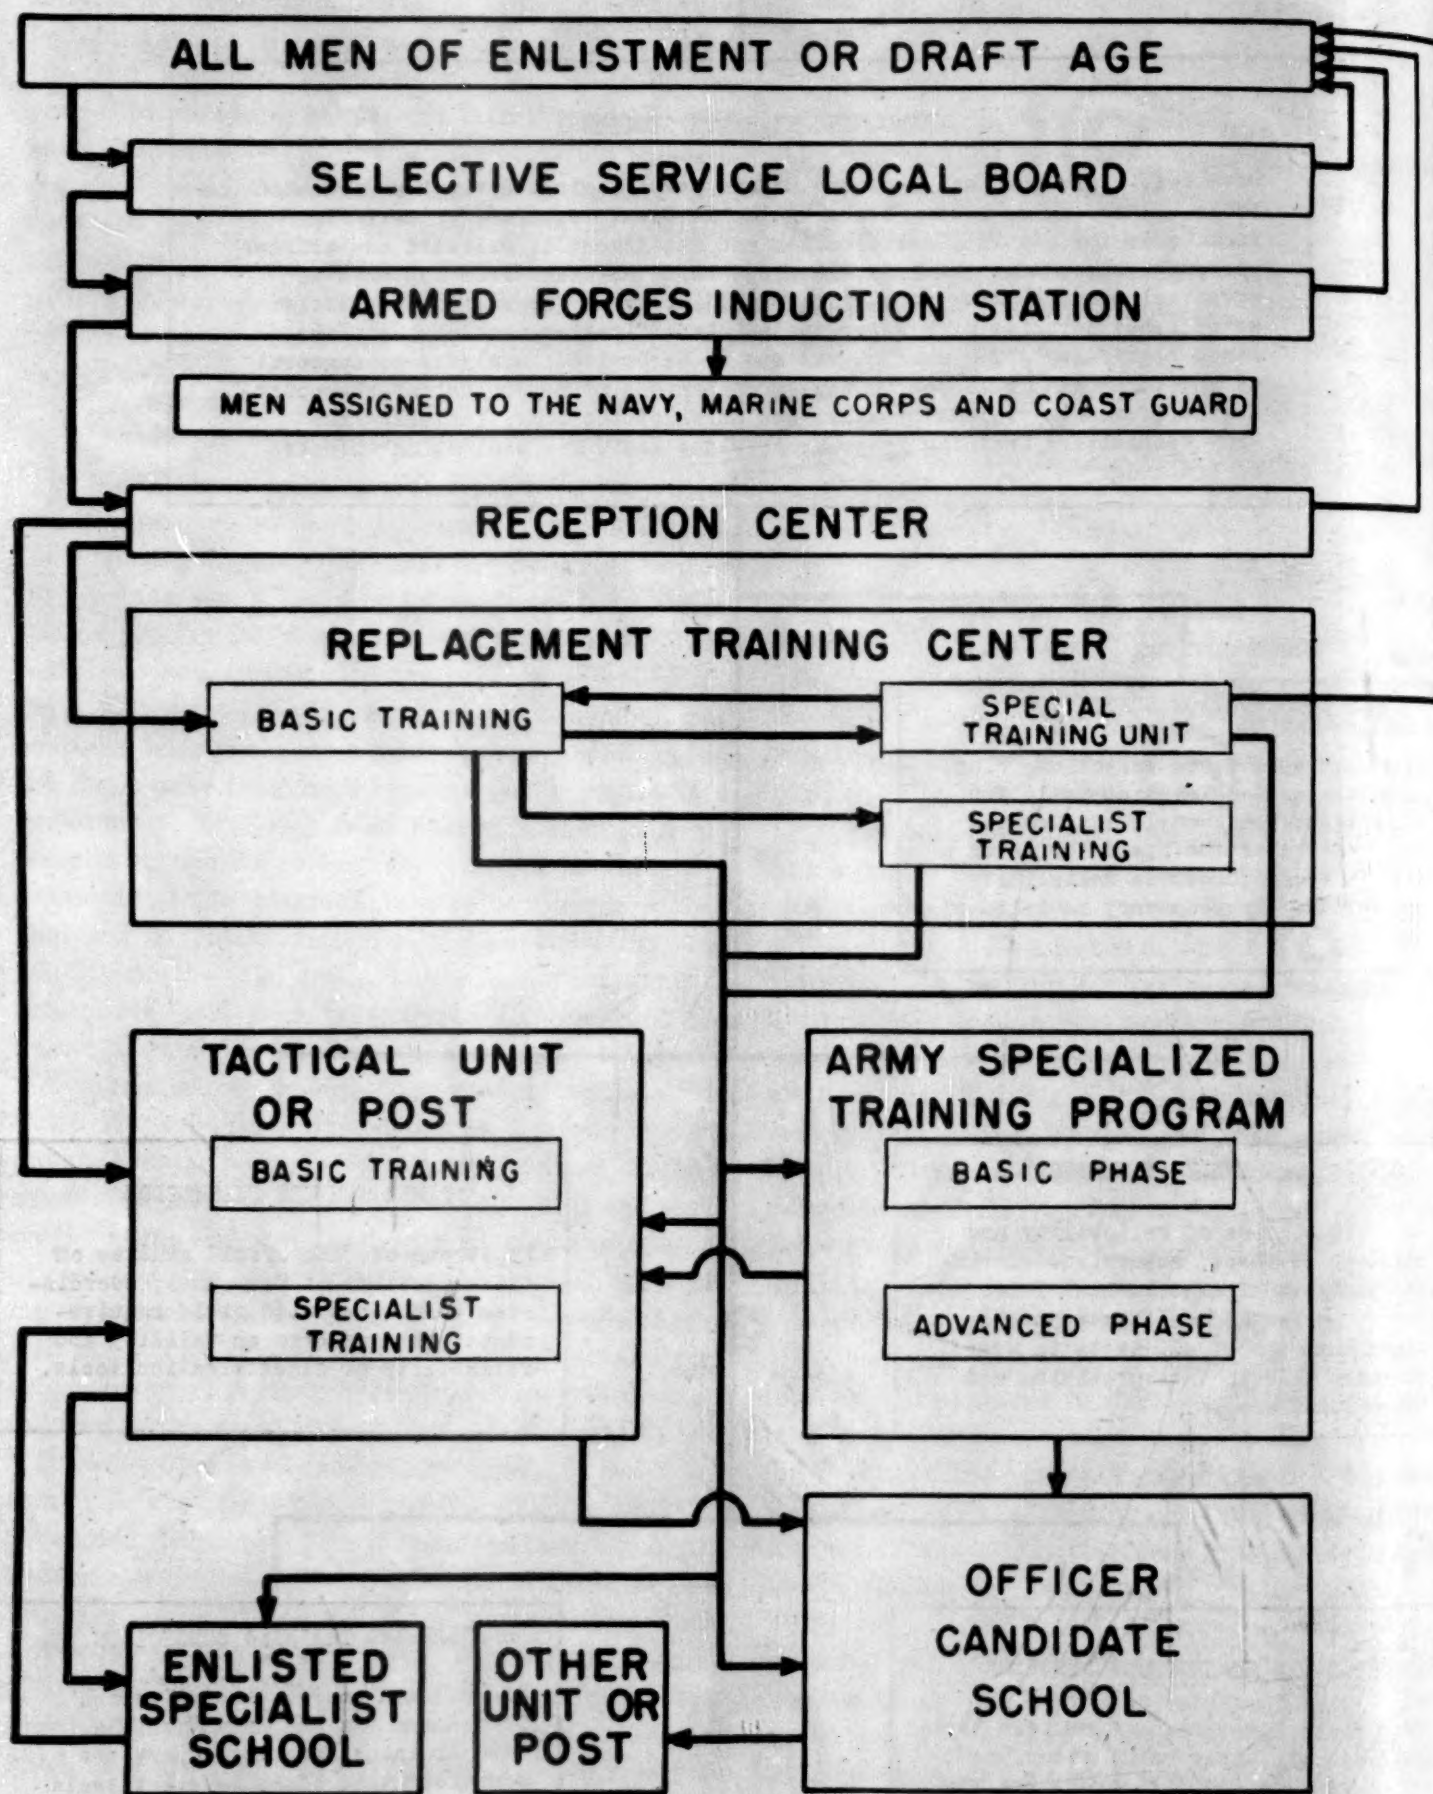 ALL MEN OF ENLISTMENT OR DRAFT AGE
SELECTIVE SERVICE LOCAL BOARD
ARMED FORCES INDUCTION STATION
MEN ASSIGNED TO THE NAVY, MARINE CORPS AND COAST GUARD
RECEPTION CENTER
REPLACEMENT TRAINING CENTER
BASIC TRAINING
SPECIAL
TRAINING UNIT
SPECIALIST
TRAINING
TACTICAL UNIT
OR POST
BASIC TRAINING
SPECIALIST
TRAINING
ARMY SPECIALIZED
TRAINING PROGRAM
BASIC PHASE
ADVANCED PHASE
ENLISTED
SPECIALIST
SCHOOL
OTHER
UNIT OR
POST
OFFICER
CANDIDATE
SCHOOL